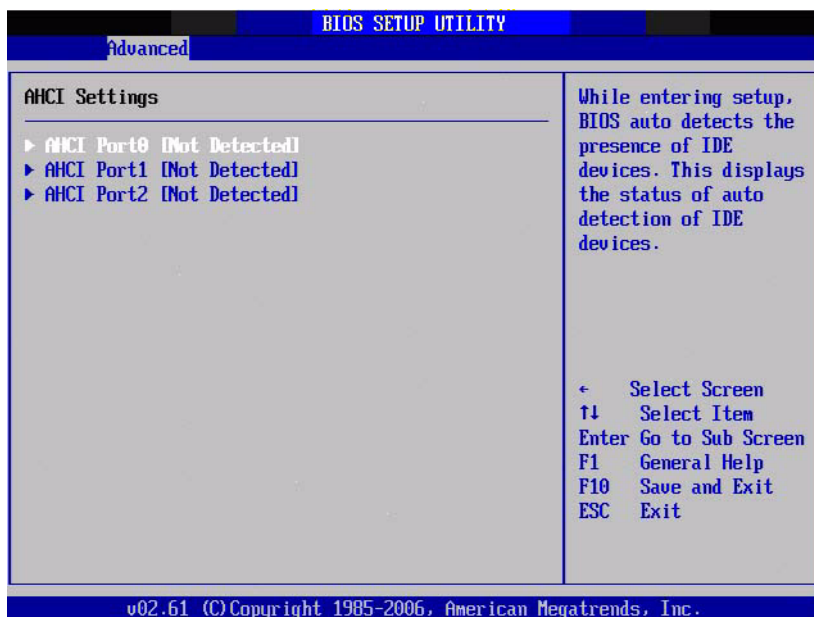 BIOS SETUP UTILITY
Advanced
AHCI Settings
▶ AHCI Port0 [Not Detected]
▶ AHCI Port1 [Not Detected]
▶ AHCI Port2 [Not Detected]
While entering setup,
BIOS auto detects the
presence of IDE
devices. This displays
the status of auto
detection of IDE
devices.
← Select Screen
↑↓ Select Item
Enter Go to Sub Screen
F1 General Help
F10 Save and Exit
ESC Exit
v02.61 (C)Copyright 1985-2006, American Megatrends, Inc.